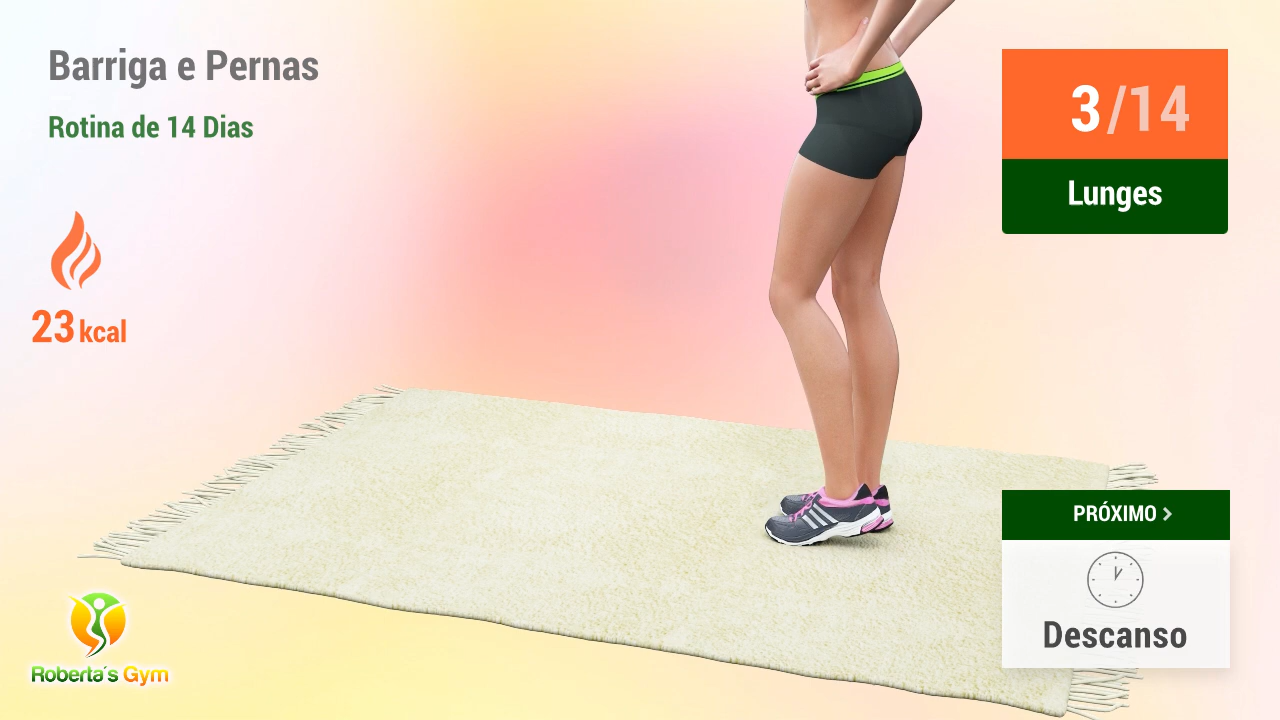 Barriga e Pernas
Rotina de 14 Dias
23 kcal
3/14
Lunges
PRÓXIMO >
Descanso
Roberta´s Gym